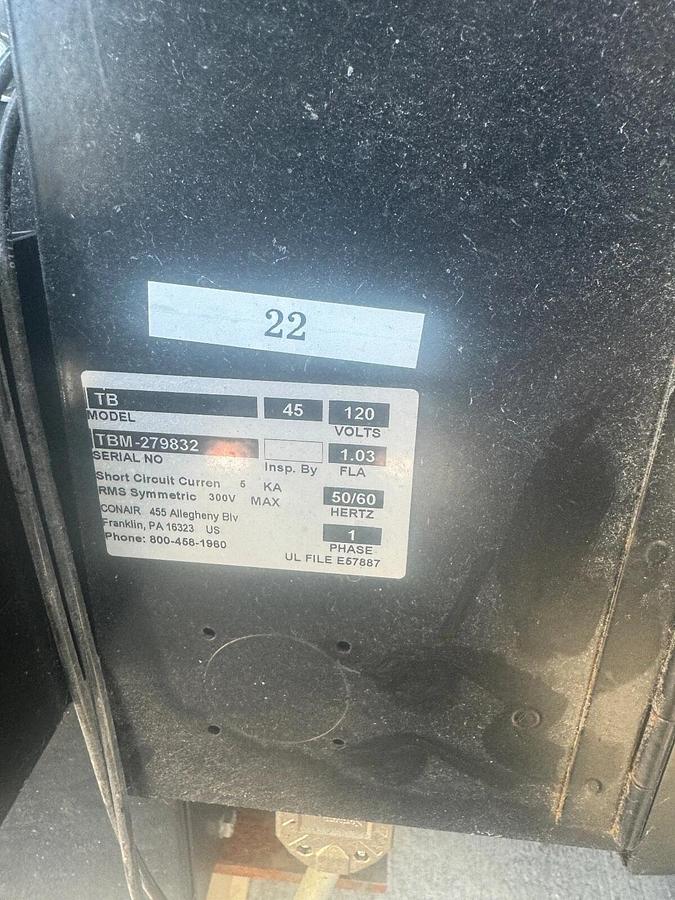 22
TB 45 120
MODEL VOLTS
TBM-279832 1.03
SERIAL NO Insp. By FLA
Short Circuit Curren 5 KA
RMS Symmetric 300V MAX 50/60
HERTZ
CONAIR 455 Allegheny Blv
Franklin, PA 16323 US 1
Phone: 800-458-1960 PHASE
UL FILE E57887